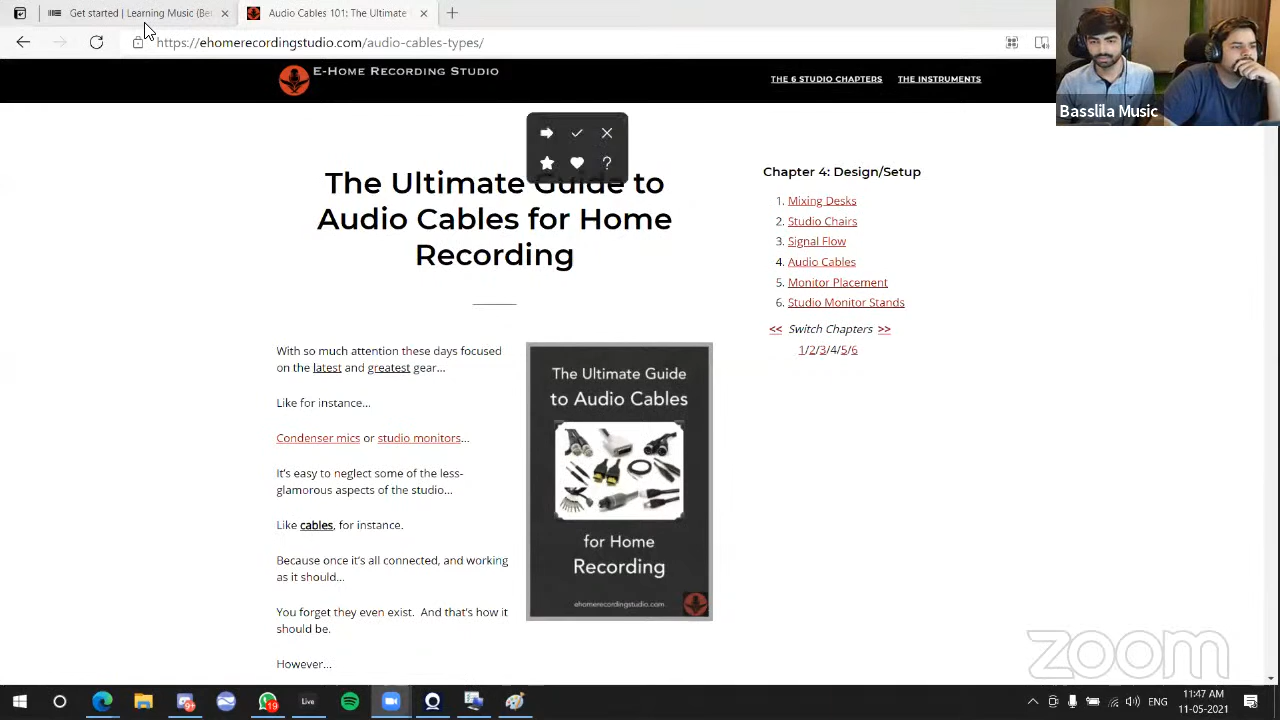 Get started | Learning Music (Be
Audio Cables 101: The Ultimate
https://ehomerecordingstudio.com/audio-cables-types/
E-Home Recording Studio
THE 6 STUDIO CHAPTERS
THE INSTRUMENTS
Basslila Music
The Ultimate Guide to
Audio Cables for Home
Recording
With so much attention these days focused
on the latest and greatest gear...
Like for instance...
Condenser mics or studio monitors...
It's easy to neglect some of the less-
glamorous aspects of the studio...
Like cables, for instance.
Because once it's all connected, and working
as it should...
You forget they even exist. And that's how it
should be.
However...
The Ultimate Guide
to Audio Cables
for Home
Recording
ehomerecordingstudio.com
Chapter 4: Design/Setup
1. Mixing Desks
2. Studio Chairs
3. Signal Flow
4. Audio Cables
5. Monitor Placement
6. Studio Monitor Stands
<< Switch Chapters >>
1/2/3/4/5/6
zoom
19
Live
ENG
11:47 AM
11-05-2021